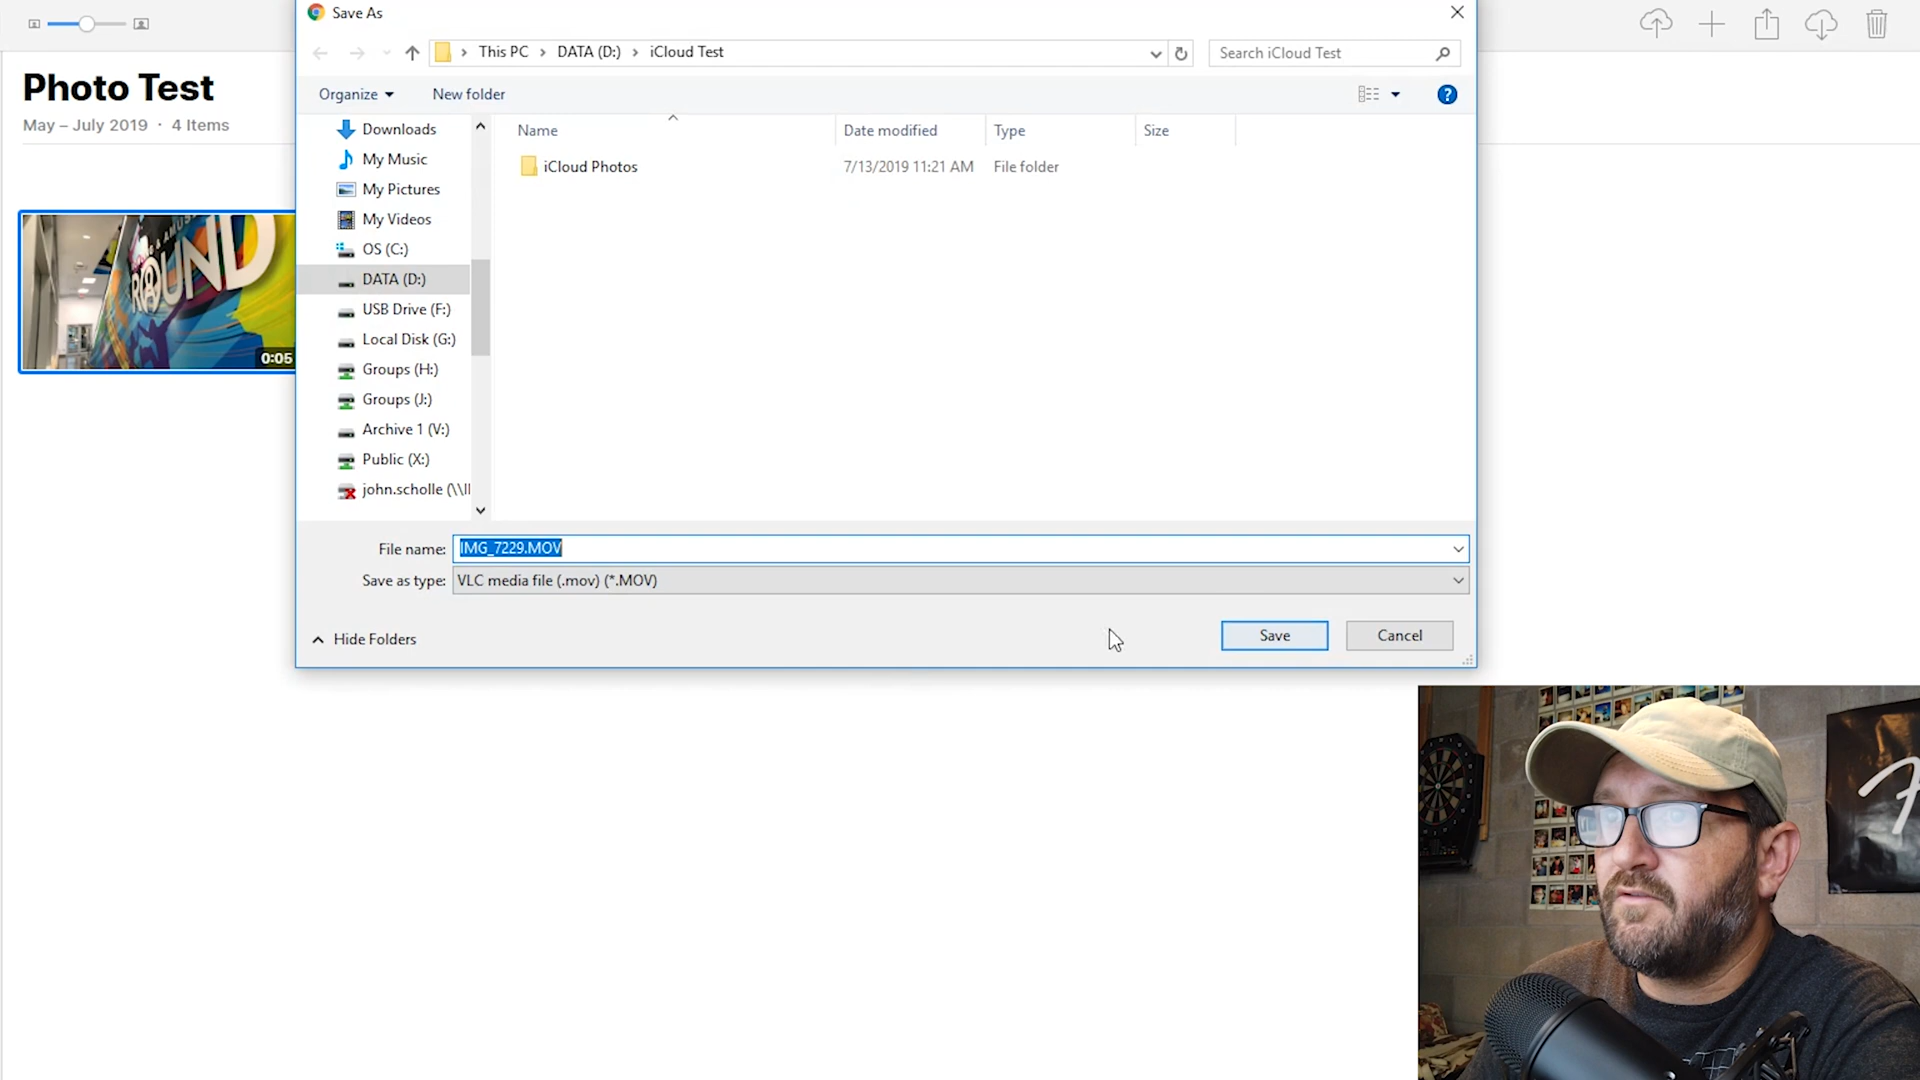 Save As
This PC > DATA (D:) > iCloud Test
Search iCloud Test
Photo Test
Organize
New folder
?
May – July 2019 · 4 Items
Downloads
Name
Date modified
Type
Size
My Music
iCloud Photos
7/13/2019 11:21 AM
File folder
My Pictures
My Videos
OS (C:)
DATA (D:)
USB Drive (F:)
Local Disk (G:)
Groups (H:)
Groups (J:)
Archive 1 (V:)
Public (X:)
john.scholle (\\I
ROUND
0:05
File name: IMG_7229.MOV
Save as type: VLC media file (.mov) (*.MOV)
Hide Folders
Save
Cancel